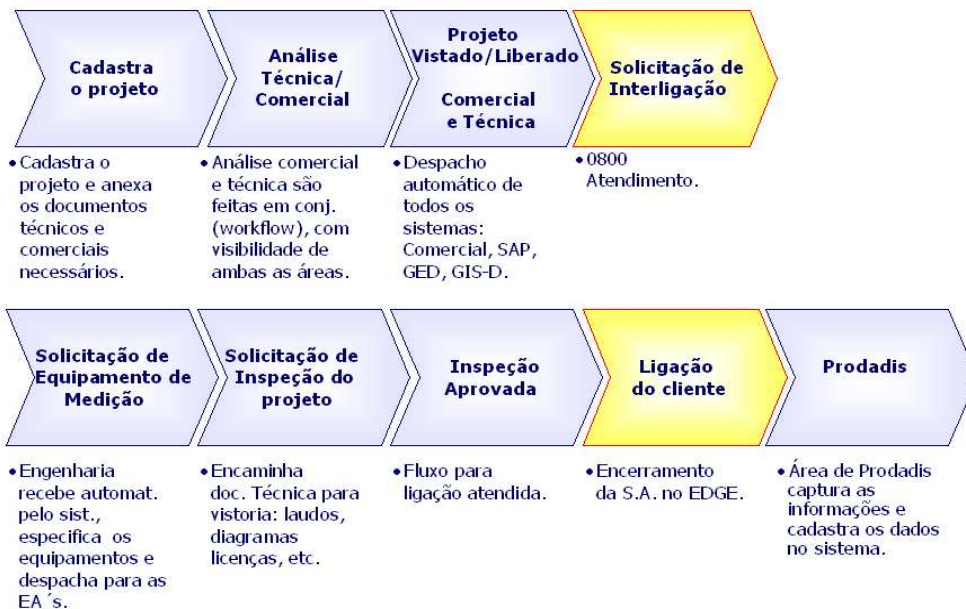 Cadastra
o projeto
Análise
Técnica/
Comercial
Projeto
Vistado/Liberado
Comercial
e Técnica
Solicitação de
Interligação
• Cadastra o
projeto e anexa
os documentos
técnicos e
comerciais
necessários.
• Análise comercial
e técnica são
feitas em conj.
(workflow), com
visibilidade de
ambas as áreas.
• Despacho
automático de
todos os
sistemas:
Comercial, SAP,
GED, GIS-D.
• 0800
Atendimento.
Solicitação de
Equipamento de
Medição
Solicitação de
Inspeção do
projeto
Inspeção
Aprovada
Ligação
do cliente
Prodadis
• Engenharia
recebe automat.
pelo sist.,
especifica os
equipamentos e
despacha para as
EA´s.
• Encaminha
doc. Técnica para
vistoria: laudos,
diagramas
licenças, etc.
• Fluxo para
ligação atendida.
• Encerramento
da S.A. no EDGE.
• Área de Prodadis
captura as
informações e
cadastra os dados
no sistema.